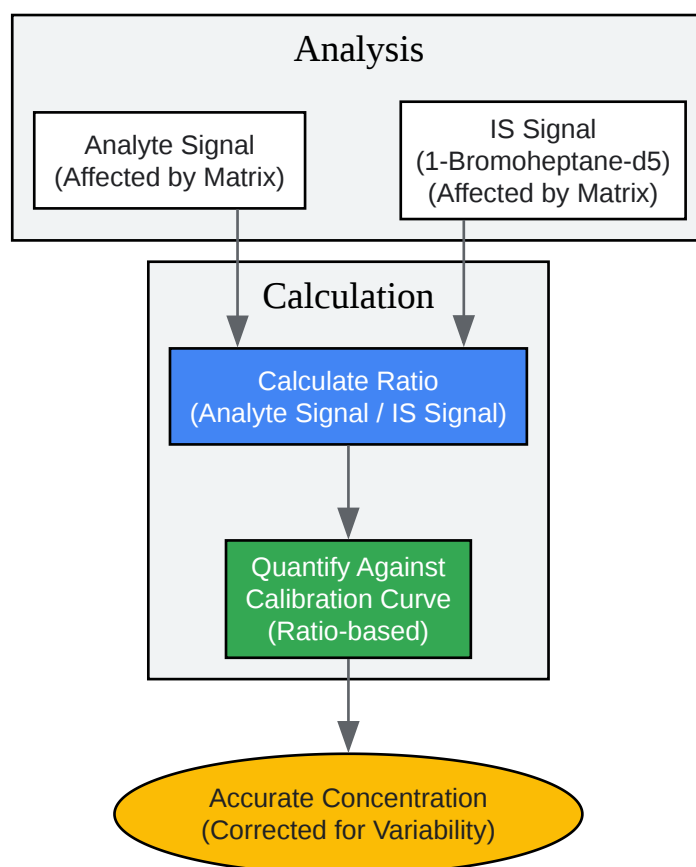 Analysis
Analyte Signal
(Affected by Matrix)
IS Signal
(1-Bromoheptane-d5)
(Affected by Matrix)
Calculation
Calculate Ratio
(Analyte Signal / IS Signal)
Quantify Against
Calibration Curve
(Ratio-based)
Accurate Concentration
(Corrected for Variability)